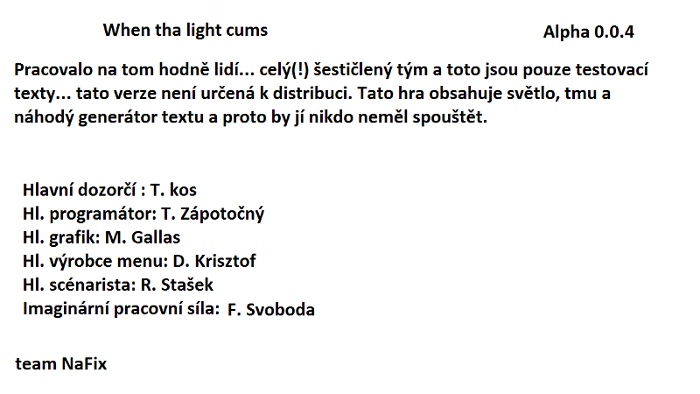 When tha light cums Alpha 0.0.4
Pracovalo na tom hodně lidí... celý(!) šestičlený tým a toto jsou pouze testovací
texty... tato verze není určená k distribuci. Tato hra obsahuje světlo, tmu a
náhodý generátor textu a proto by jí nikdo neměl spouštět.
Hlavní dozorčí : T. kos
Hl. programátor: T. Zápotočný
Hl. grafik: M. Gallas
Hl. výrobce menu: D. Krisztof
Hl. scénarista: R. Stašek
Imaginární pracovní síla: F. Svoboda
team NaFix